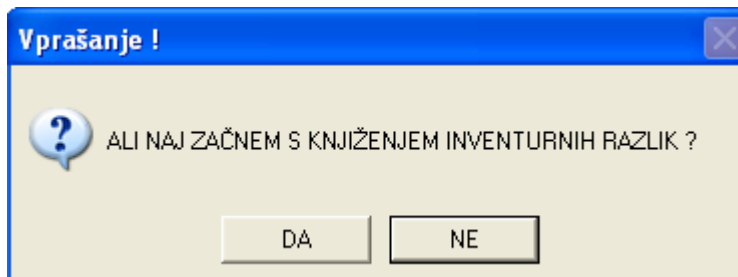 Vprašanje !
ALI NAJ ZAČNEM S KNJIŽENJEM INVENTURNIH RAZLIK ?
DA NE